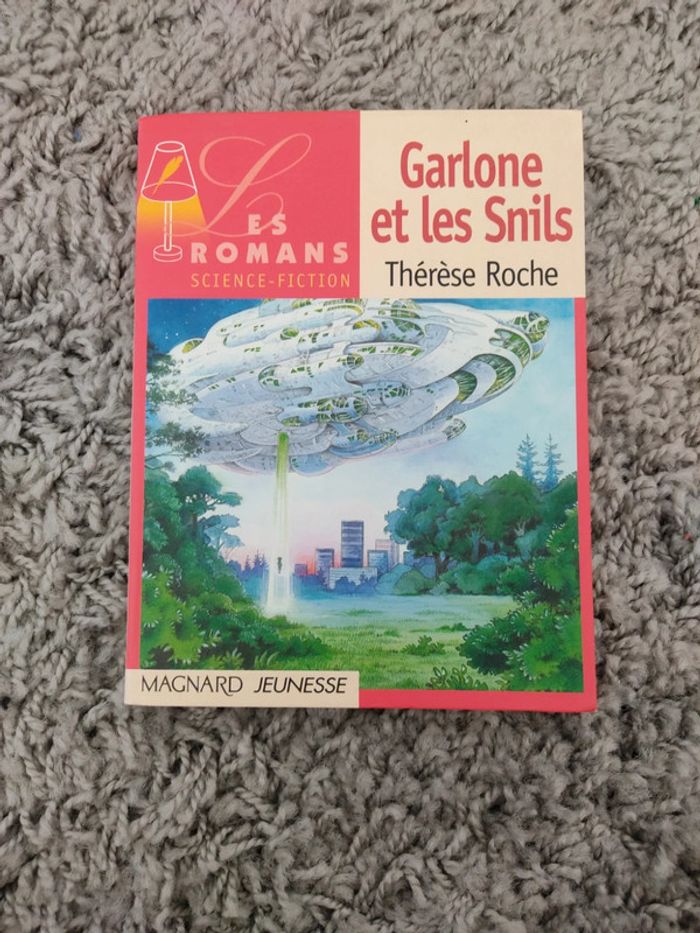 LES
ROMANS
SCIENCE-FICTION
Garlone
et les Snils
Thérèse Roche
MAGNARD JEUNESSE